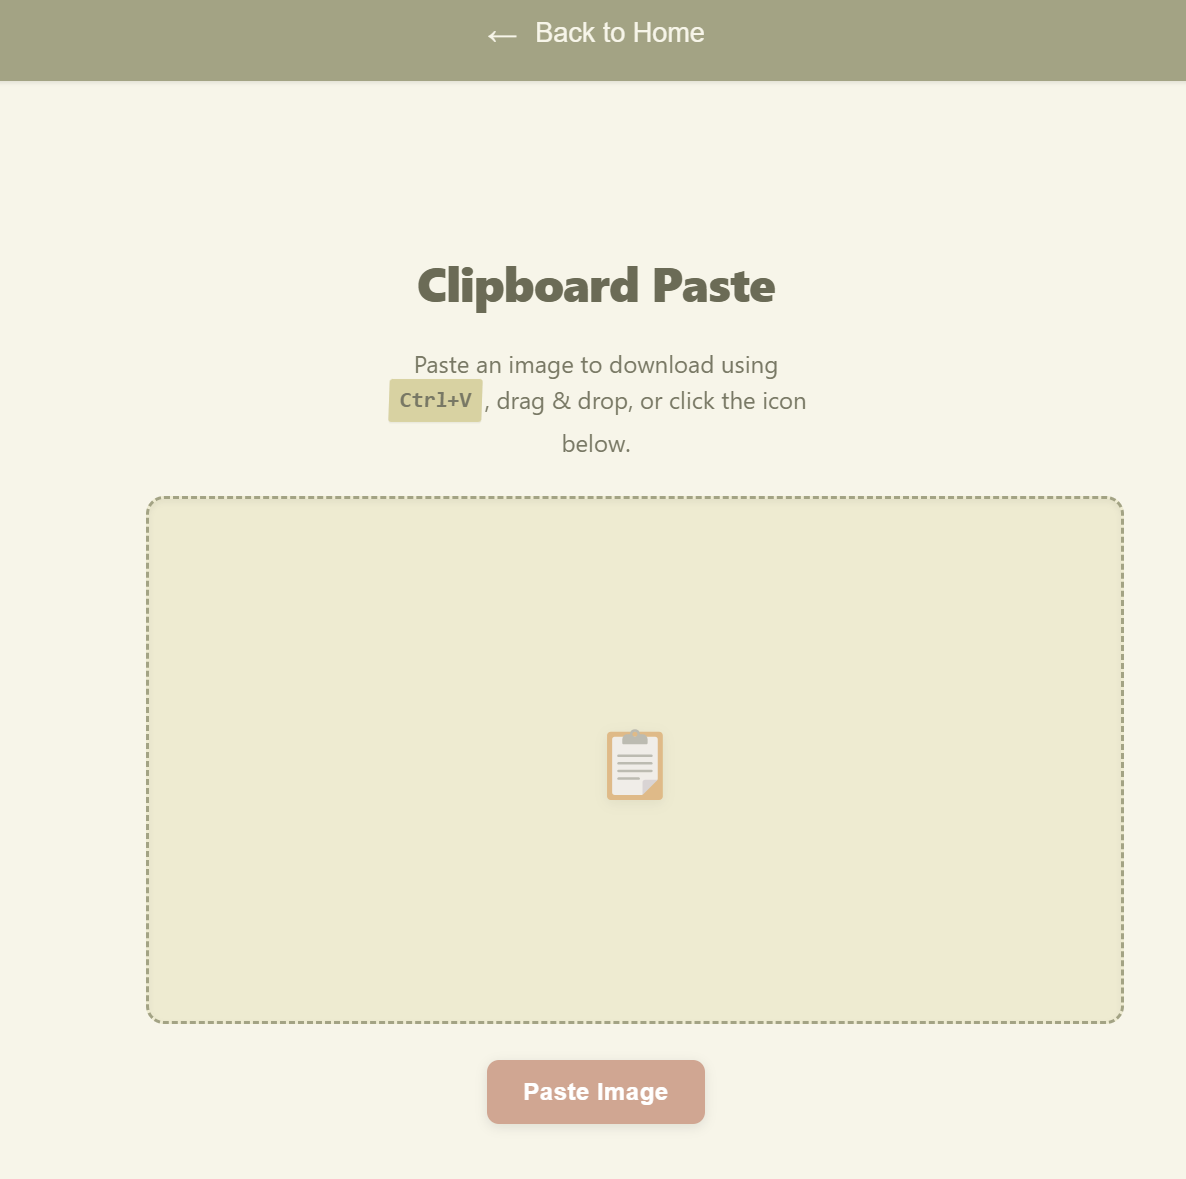 ← Back to Home
Clipboard Paste
Paste an image to download using
Ctrl+V , drag & drop, or click the icon
below.
Paste Image